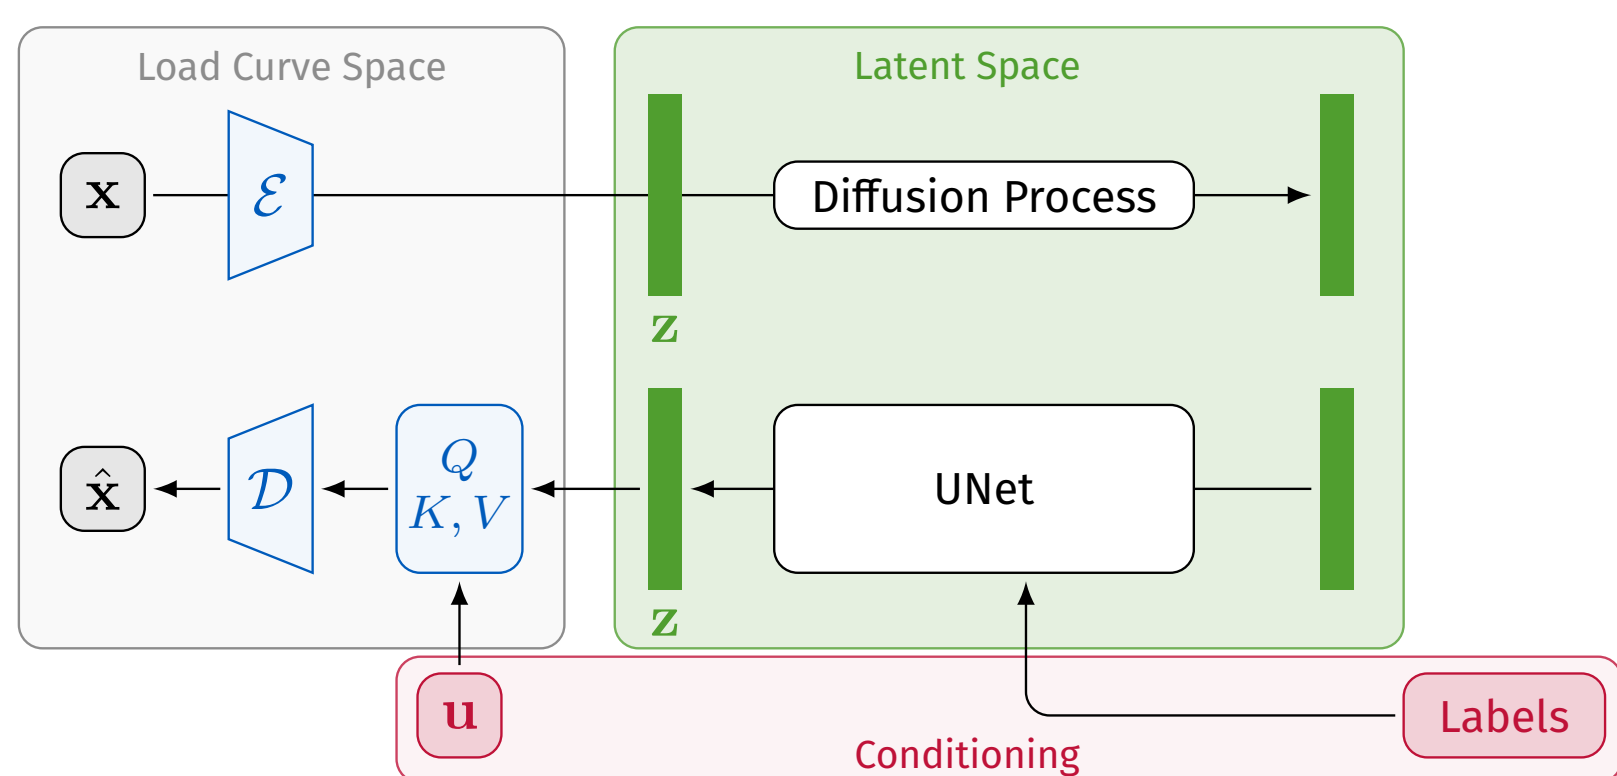 Load Curve Space
Latent Space
x
ℰ
Diffusion Process
z
x̂
𝒟
Q
K, V
UNet
z
u
Labels
Conditioning